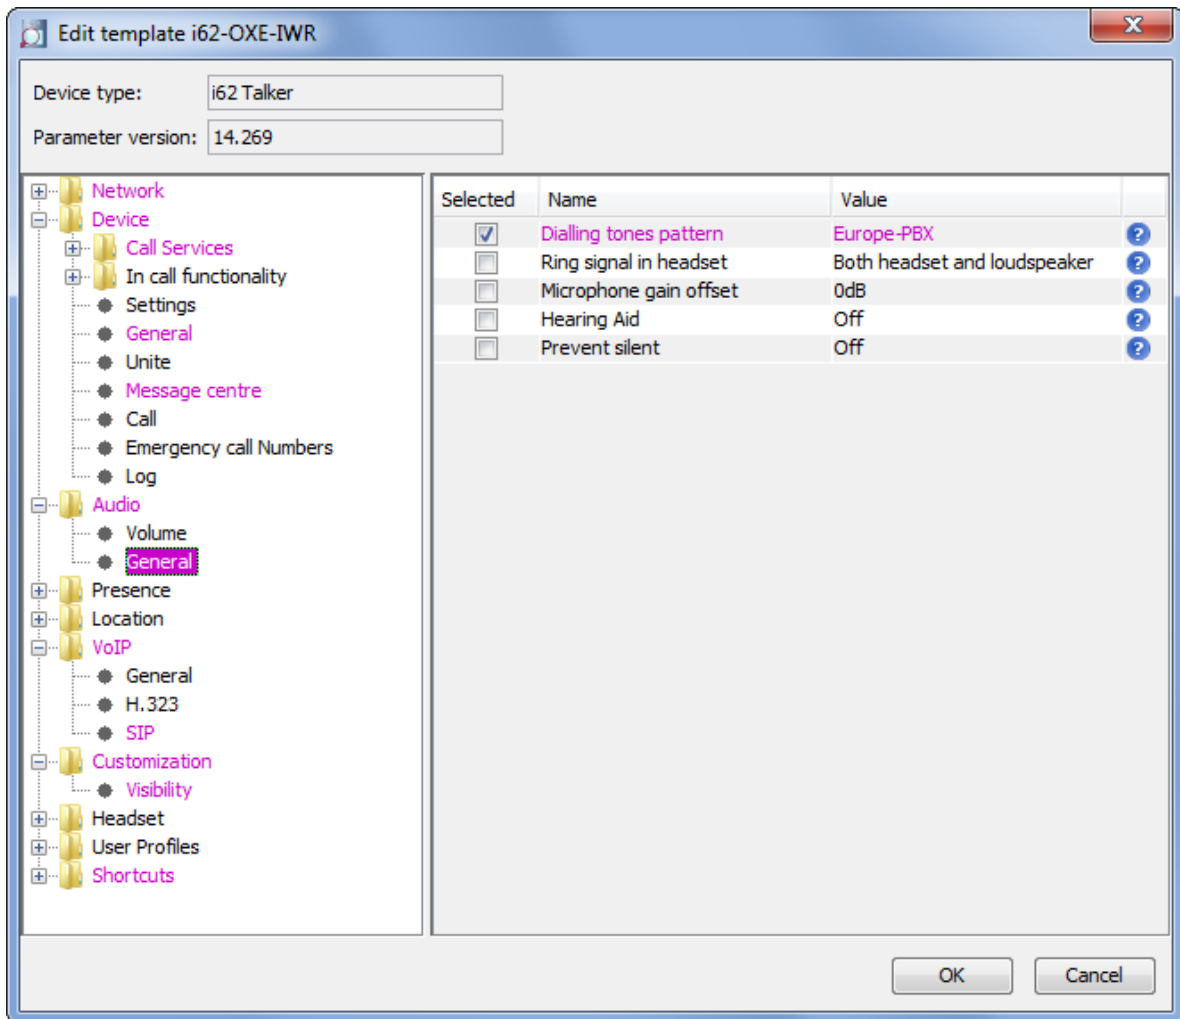 Edit template i62-OXE-IWR
Device type: i62 Talker
Parameter version: 14.269
Network
Device
Call Services
In call functionality
Settings
General
Unite
Message centre
Call
Emergency call Numbers
Log
Audio
Volume
General
Presence
Location
VoIP
General
H.323
SIP
Customization
Visibility
Headset
User Profiles
Shortcuts
Selected Name Value
Dialling tones pattern Europe-PBX ?
Ring signal in headset Both headset and loudspeaker ?
Microphone gain offset 0dB ?
Hearing Aid Off ?
Prevent silent Off ?
OK Cancel